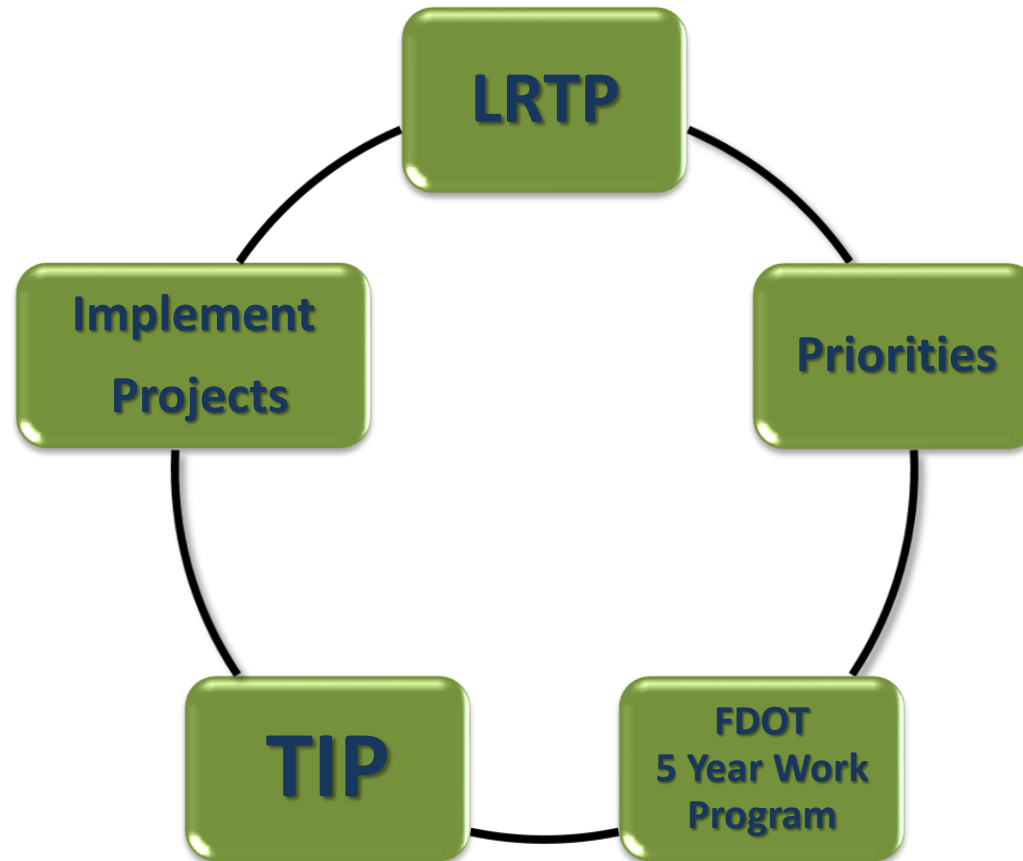 LRTP
Priorities
FDOT
5 Year Work
Program
TIP
Implement
Projects